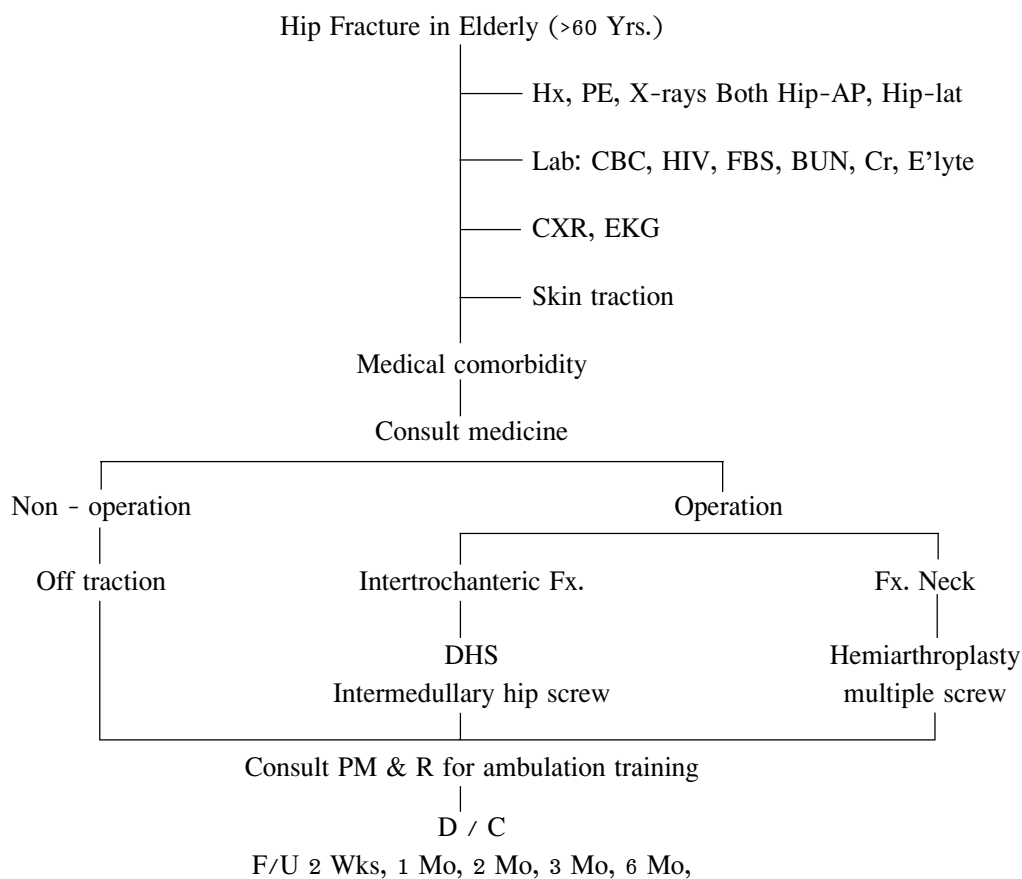 Hip Fracture in Elderly (>60 Yrs.)
Hx, PE, X-rays Both Hip-AP, Hip-lat
Lab: CBC, HIV, FBS, BUN, Cr, E'lyte
CXR, EKG
Skin traction
Medical comorbidity
Consult medicine
Non - operation
Operation
Off traction
Intertrochanteric Fx.
Fx. Neck
DHS
Intermedullary hip screw
Hemiarthroplasty
multiple screw
Consult PM & R for ambulation training
D / C
F/U 2 Wks, 1 Mo, 2 Mo, 3 Mo, 6 Mo,